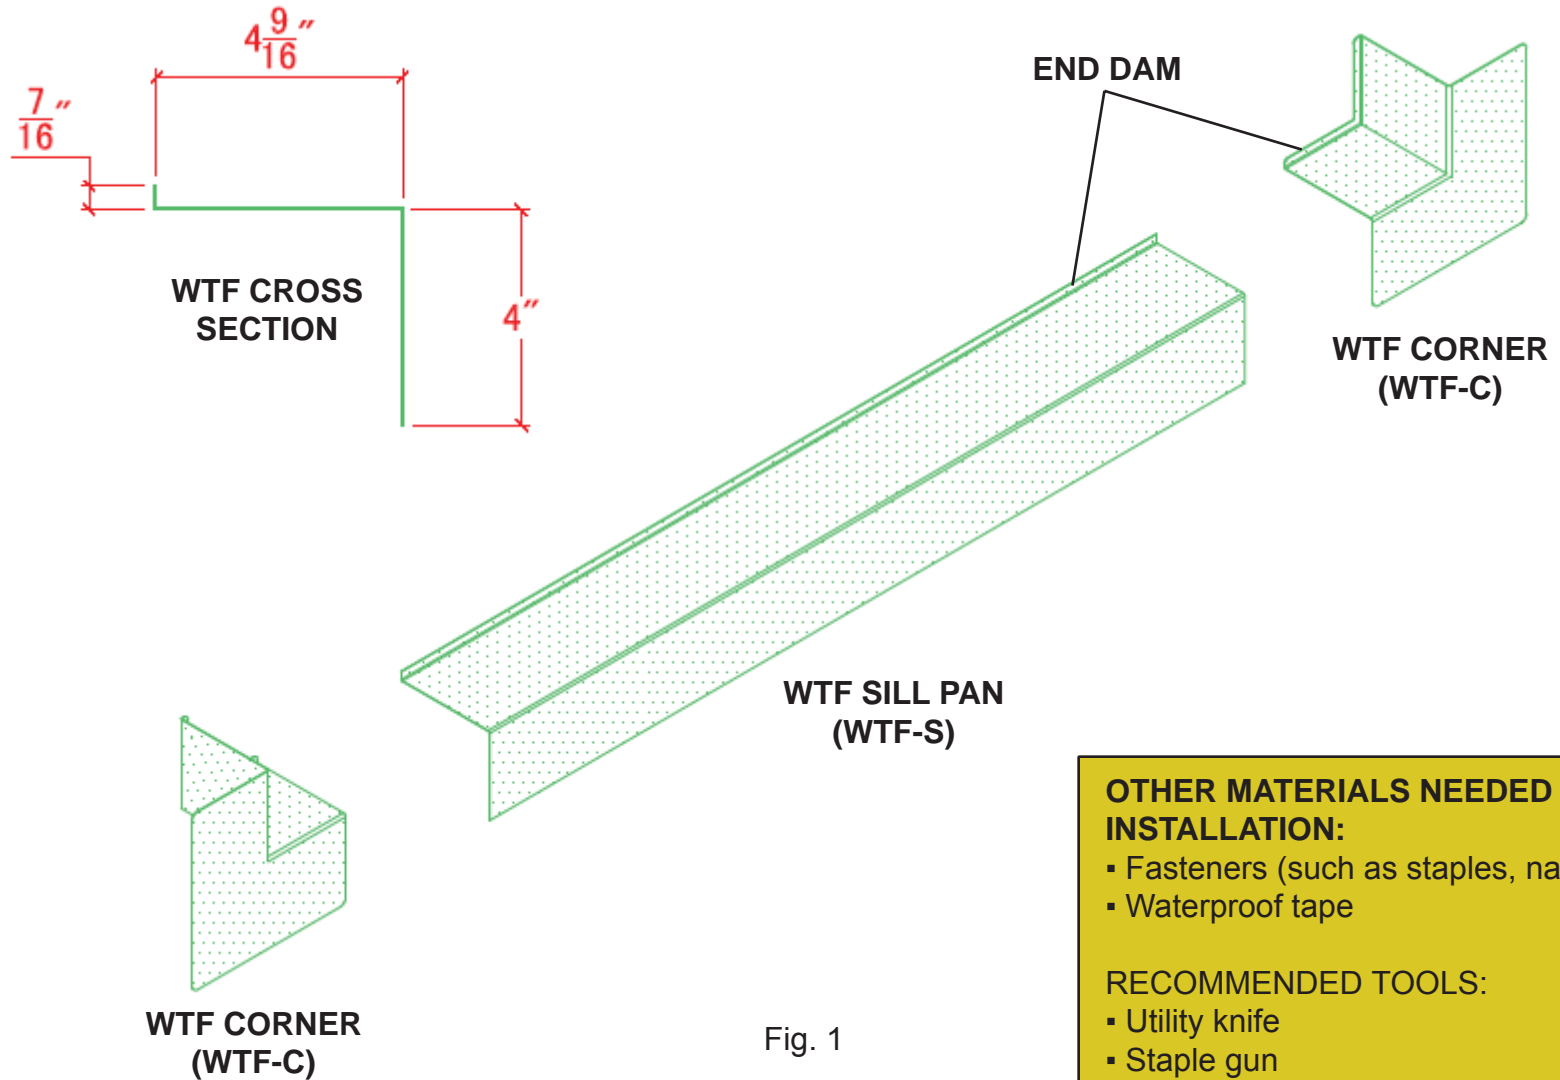 4 9/16″
7/16″
4″
WTF CROSS
SECTION
END DAM
WTF CORNER
(WTF-C)
WTF SILL PAN
(WTF-S)
WTF CORNER
(WTF-C)
Fig. 1
OTHER MATERIALS NEEDED
INSTALLATION:
▪ Fasteners (such as staples, na
▪ Waterproof tape
RECOMMENDED TOOLS:
▪ Utility knife
▪ Staple gun